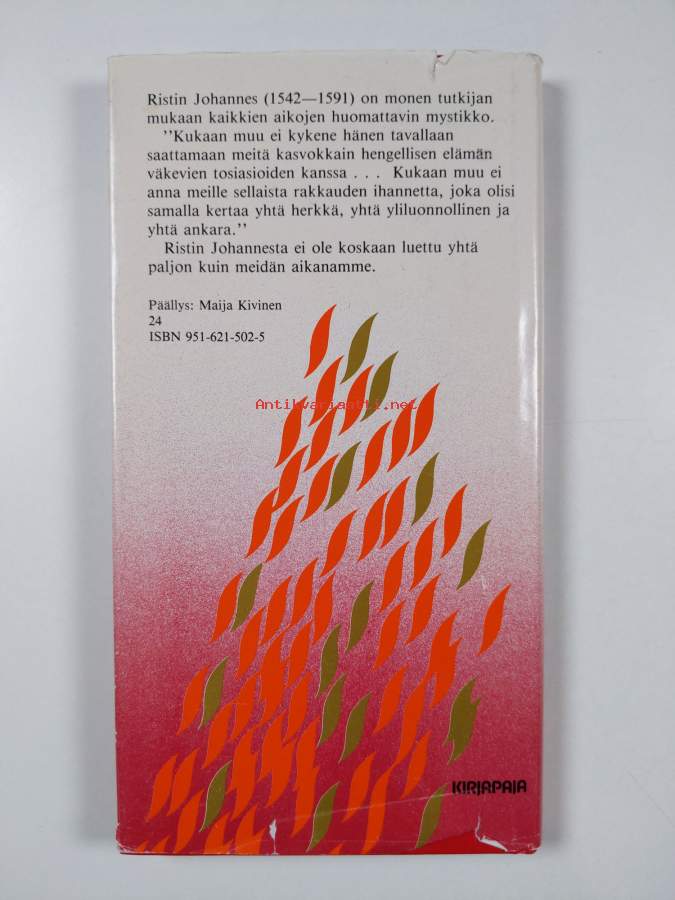 Ristin Johannes (1542—1591) on monen tutkijan
mukaan kaikkien aikojen huomattavin mystikko.
''Kukaan muu ei kykene hänen tavallaan
saattamaan meitä kasvokkain hengellisen elämän
väkevien tosiasioiden kanssa . . . Kukaan muu ei
anna meille sellaista rakkauden ihannetta, joka olisi
samalla kertaa yhtä herkkä, yhtä yliluonnollinen ja
yhtä ankara.''
Ristin Johannesta ei ole koskaan luettu yhtä
paljon kuin meidän aikanamme.
Päällys: Maija Kivinen
24
ISBN 951-621-502-5
Antikvariaatti.net
KIRJAPAJA